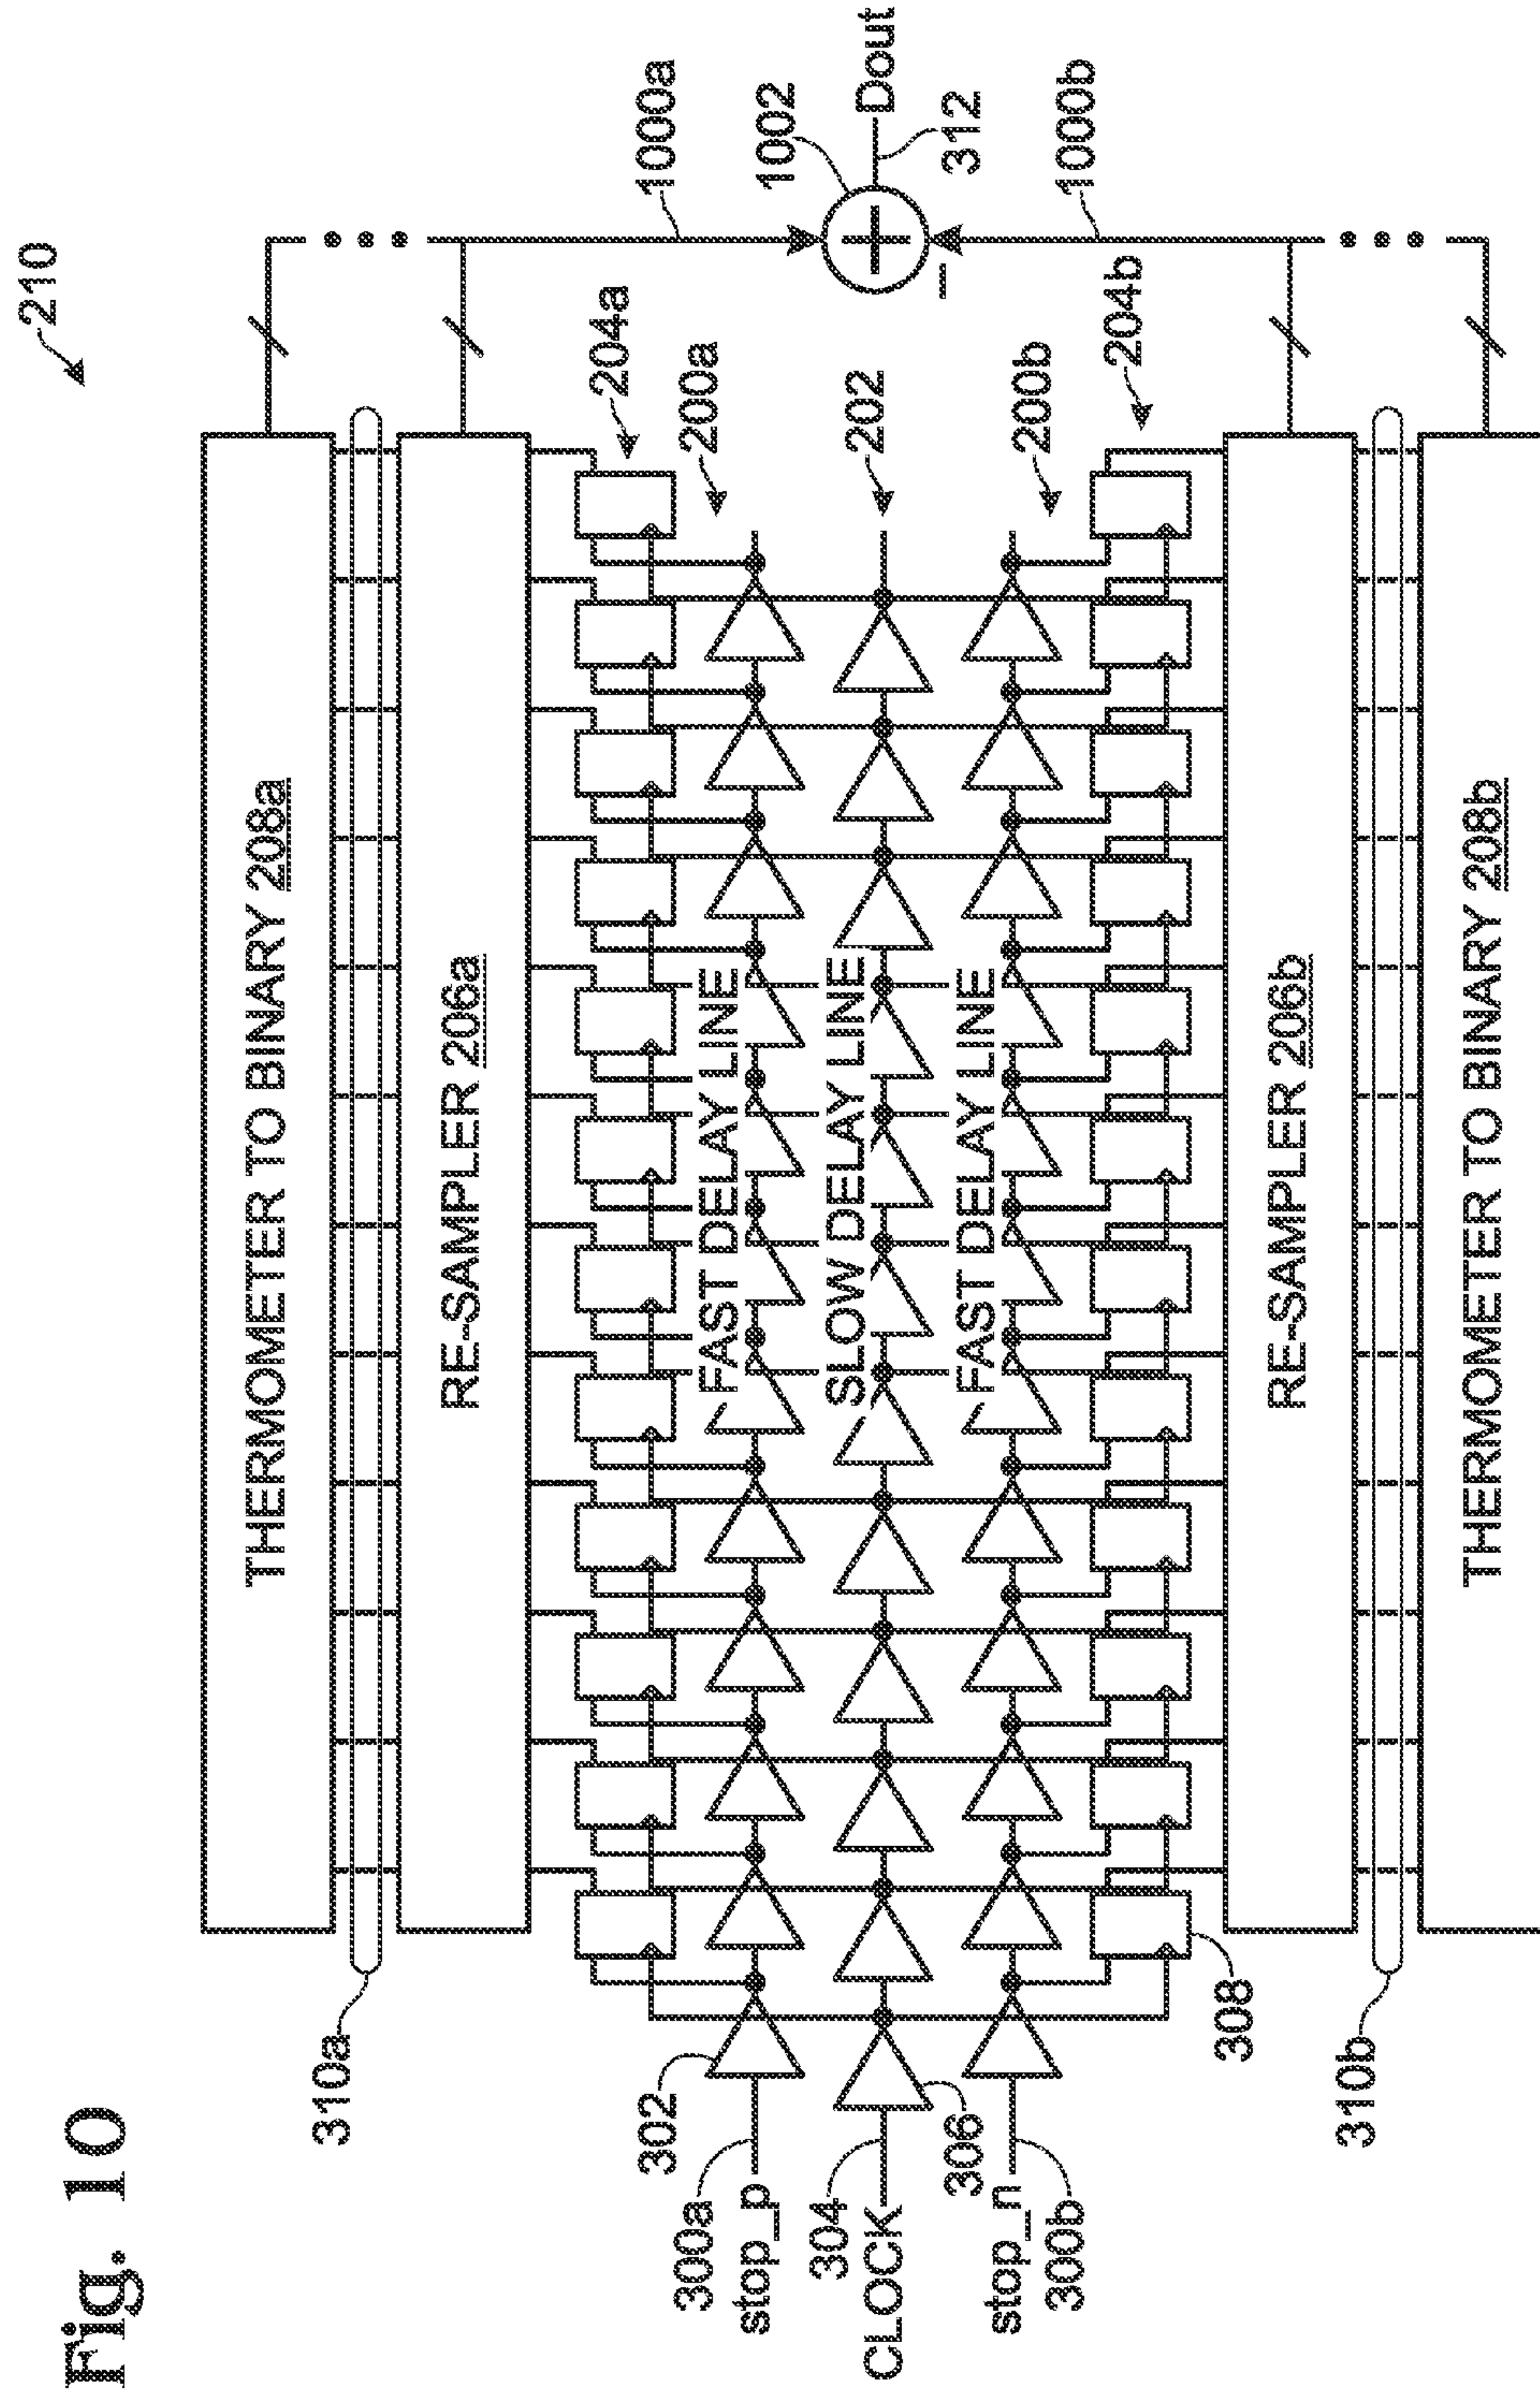 Fig. 10
210
THERMOMETER TO BINARY 208a
310a
RE-SAMPLER 206a
1000a
204a
302
300a
stop_p
FAST DELAY LINE
200a
1002
304
CLOCK
SLOW DELAY LINE
202
Dout
312
306
stop_n
300b
FAST DELAY LINE
200b
1000b
204b
308
RE-SAMPLER 206b
310b
THERMOMETER TO BINARY 208b